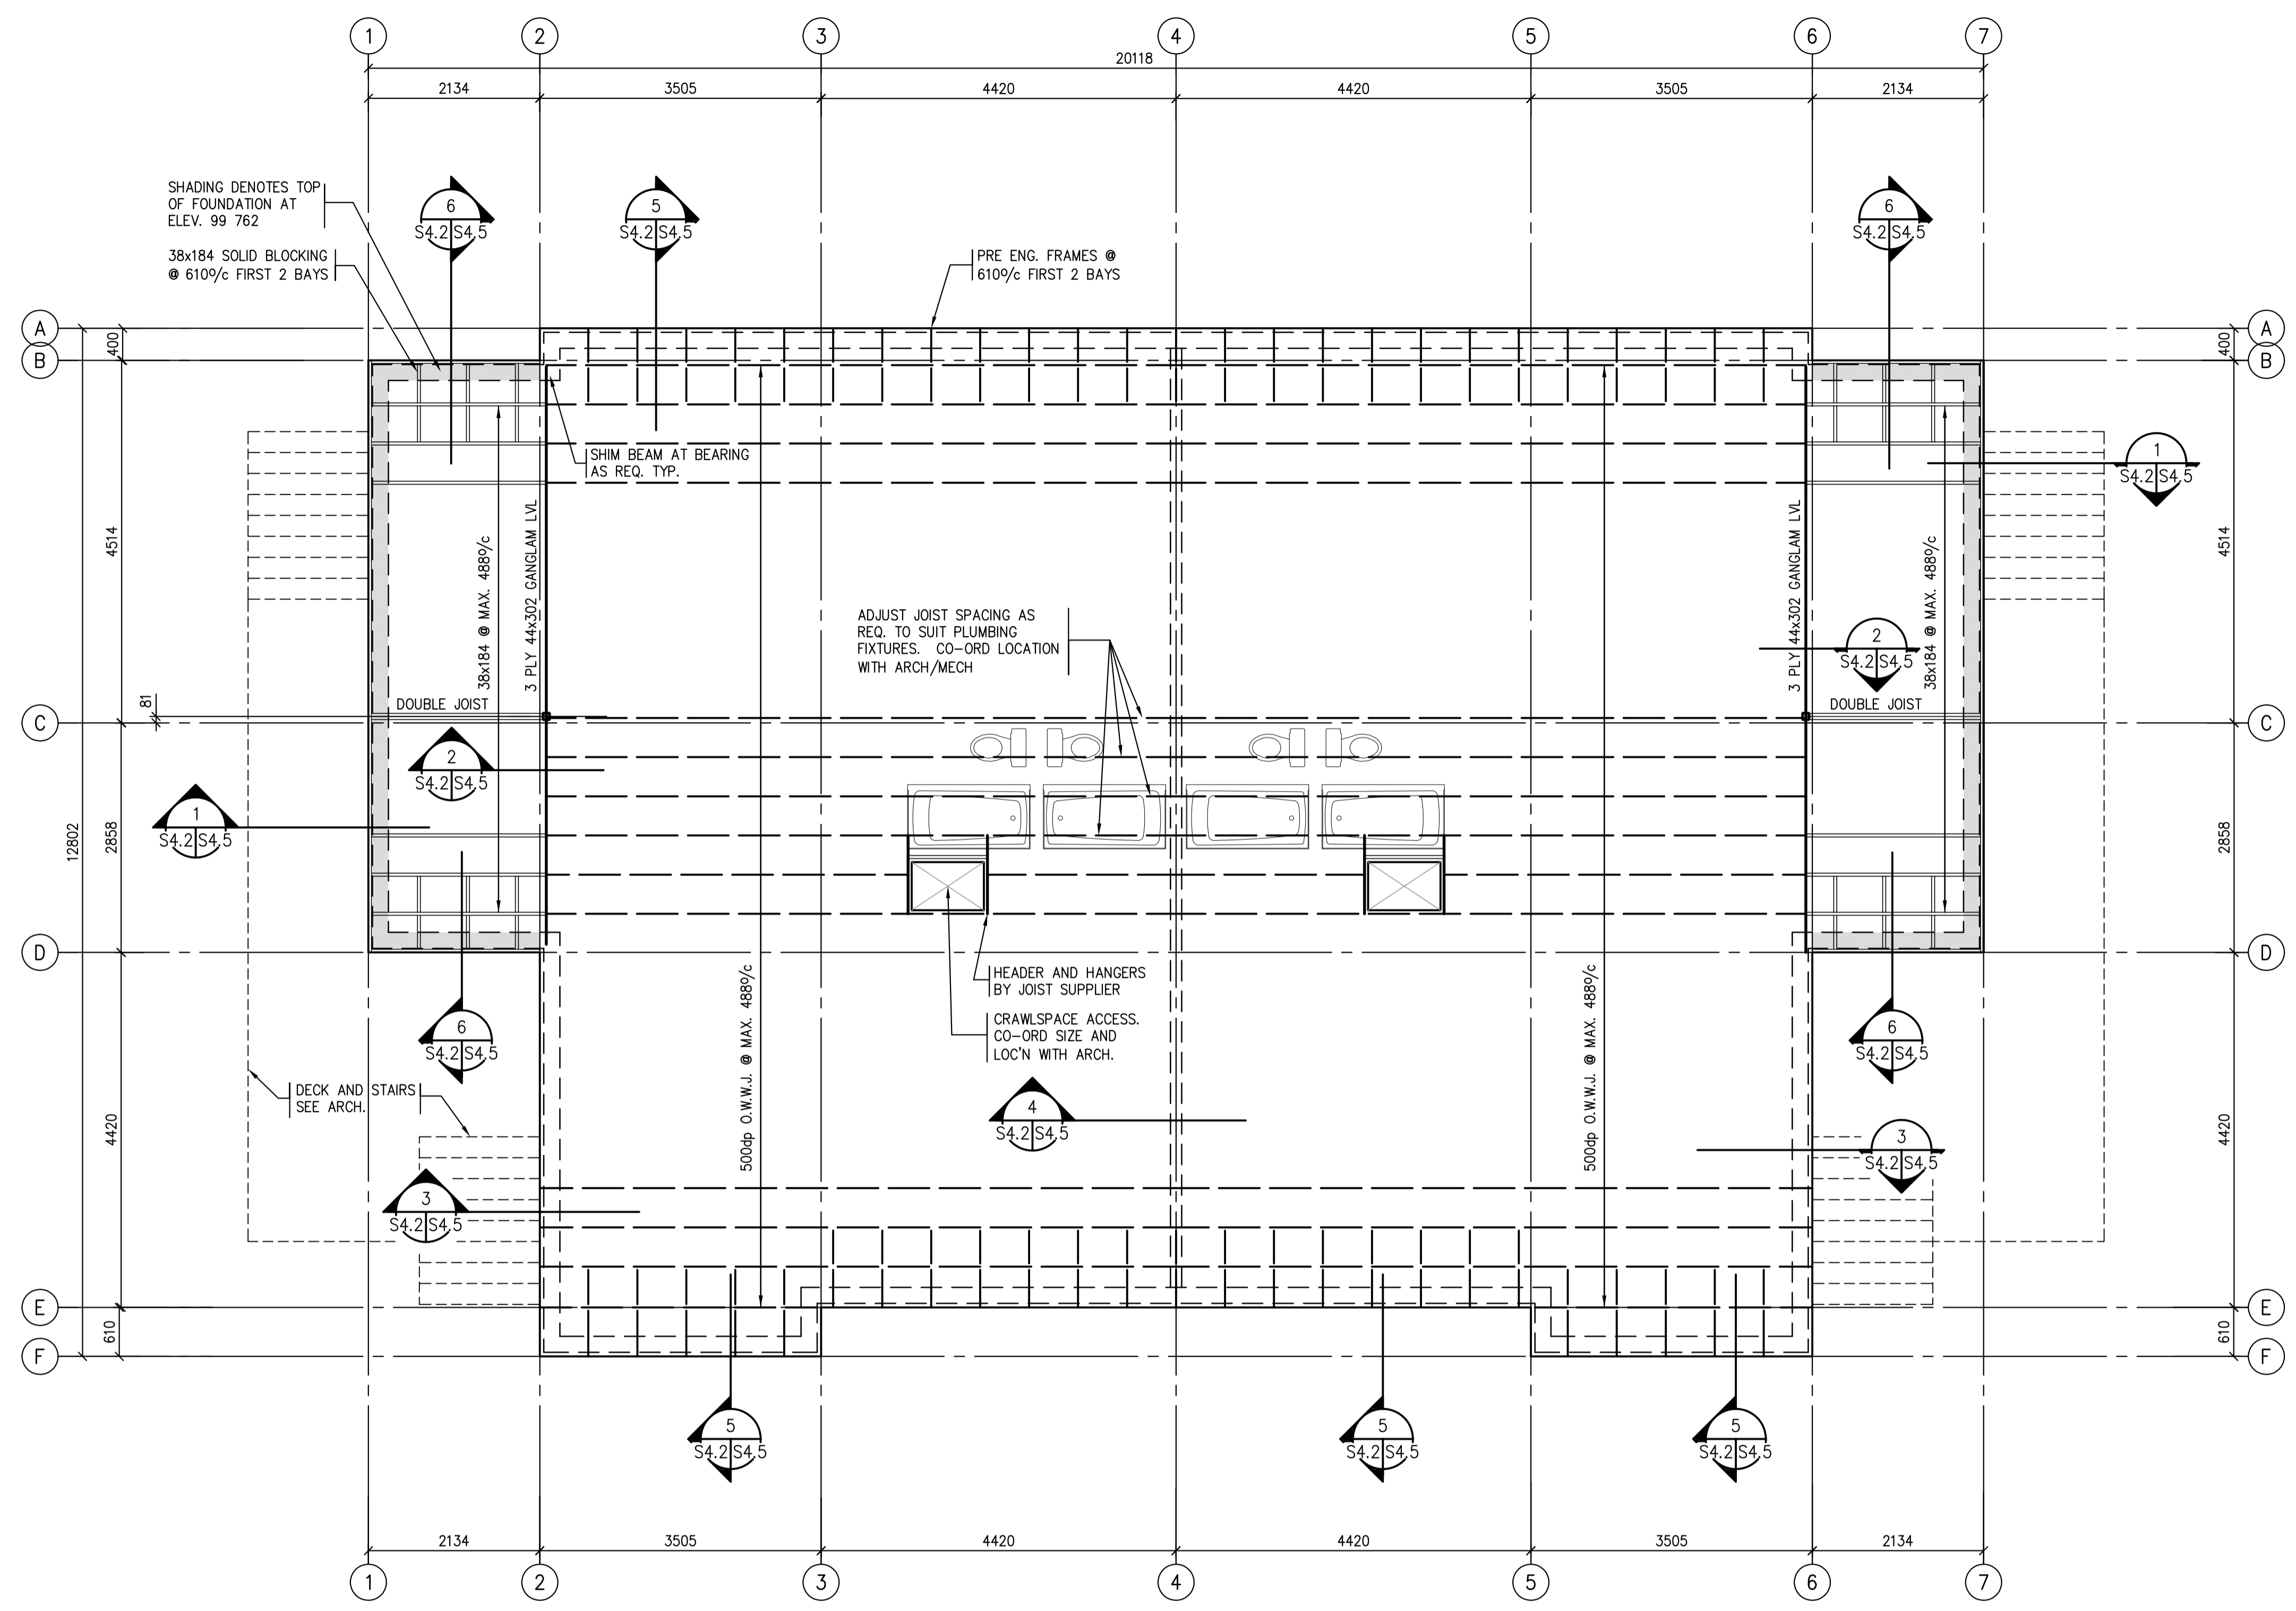 1 2 3 4 5 6 7
20118
2134 3505 4420 4420 3505 2134
SHADING DENOTES TOP
OF FOUNDATION AT
ELEV. 99 762
38x184 SOLID BLOCKING
@ 610o/c FIRST 2 BAYS
6
S4.2 S4.5
5
S4.2 S4.5
6
S4.2 S4.5
PRE ENG. FRAMES @
610o/c FIRST 2 BAYS
A
A
400
400
B
B
SHIM BEAM AT BEARING
AS REQ. TYP.
1
S4.2 S4.5
4514
38x184 @ MAX. 488o/c
3 PLY 44x302 GANGLAM LVL
3 PLY 44x302 GANGLAM LVL
38x184 @ MAX. 488o/c
4514
ADJUST JOIST SPACING AS
REQ. TO SUIT PLUMBING
FIXTURES. CO-ORD LOCATION
WITH ARCH/MECH
2
S4.2 S4.5
81
DOUBLE JOIST
DOUBLE JOIST
C
C
2
S4.2 S4.5
1
S4.2 S4.5
12802
2858
2858
D
D
HEADER AND HANGERS
BY JOIST SUPPLIER
CRAWLSPACE ACCESS.
CO-ORD SIZE AND
LOC'N WITH ARCH.
6
S4.2 S4.5
6
S4.2 S4.5
500dp O.W.W.J. @ MAX. 488o/c
500dp O.W.W.J. @ MAX. 488o/c
DECK AND STAIRS
SEE ARCH.
4
S4.2 S4.5
4420
4420
3
S4.2 S4.5
3
S4.2 S4.5
E
E
610
610
F
F
5
S4.2 S4.5
5
S4.2 S4.5
5
S4.2 S4.5
2134 3505 4420 4420 3505 2134
1 2 3 4 5 6 7